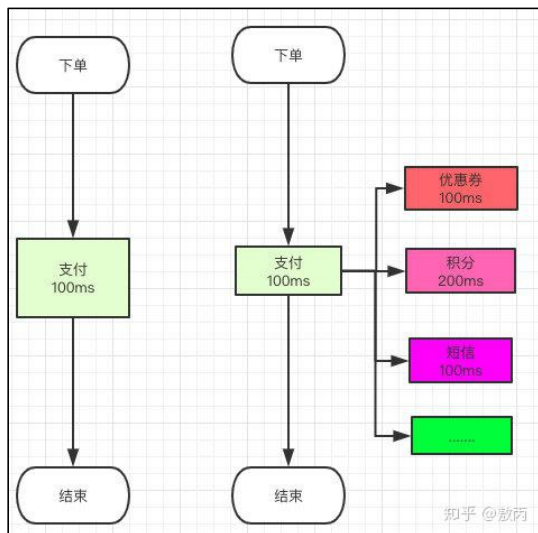 下单
支付
100ms
结束
下单
支付
100ms
优惠券
100ms
积分
200ms
短信
100ms
.......
结束
知乎 @敖丙